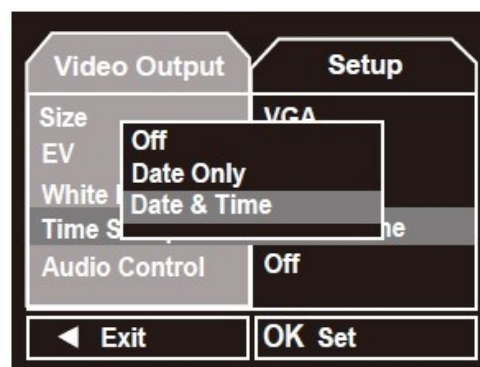 Video Output Setup
Size VGA
EV
Off
Date Only
White
Date & Time
Time
Audio Control Off
◀ Exit OK Set